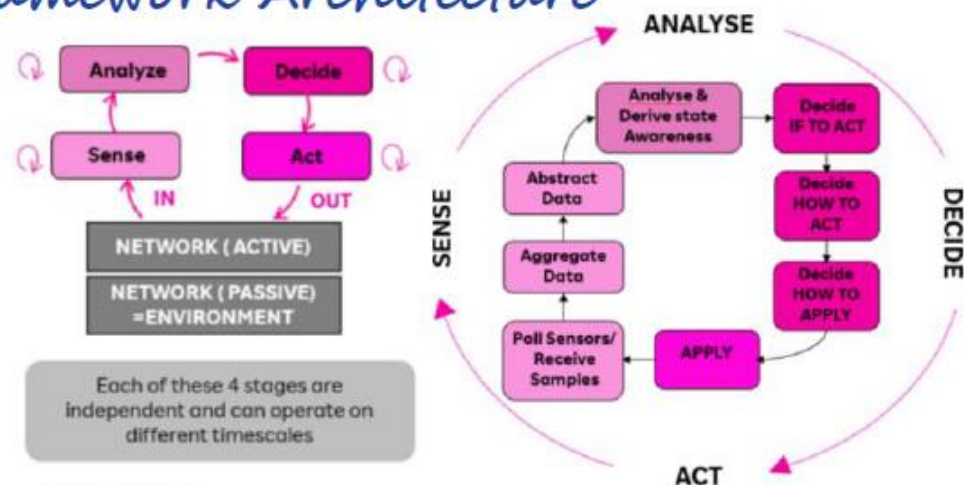 Framework Architecture
Analyze
Decide
Sense
Act
IN
OUT
NETWORK ( ACTIVE)
NETWORK ( PASSIVE)
=ENVIRONMENT
Each of these 4 stages are
independent and can operate on
different timescales
ANALYSE
SENSE
DECIDE
ACT
Analyse &
Derive state
Awareness
Decide
IF TO ACT
Abstract
Data
Decide
HOW TO
ACT
Aggregate
Data
Decide
HOW TO
APPLY
Poll Sensors/
Receive
Samples
APPLY